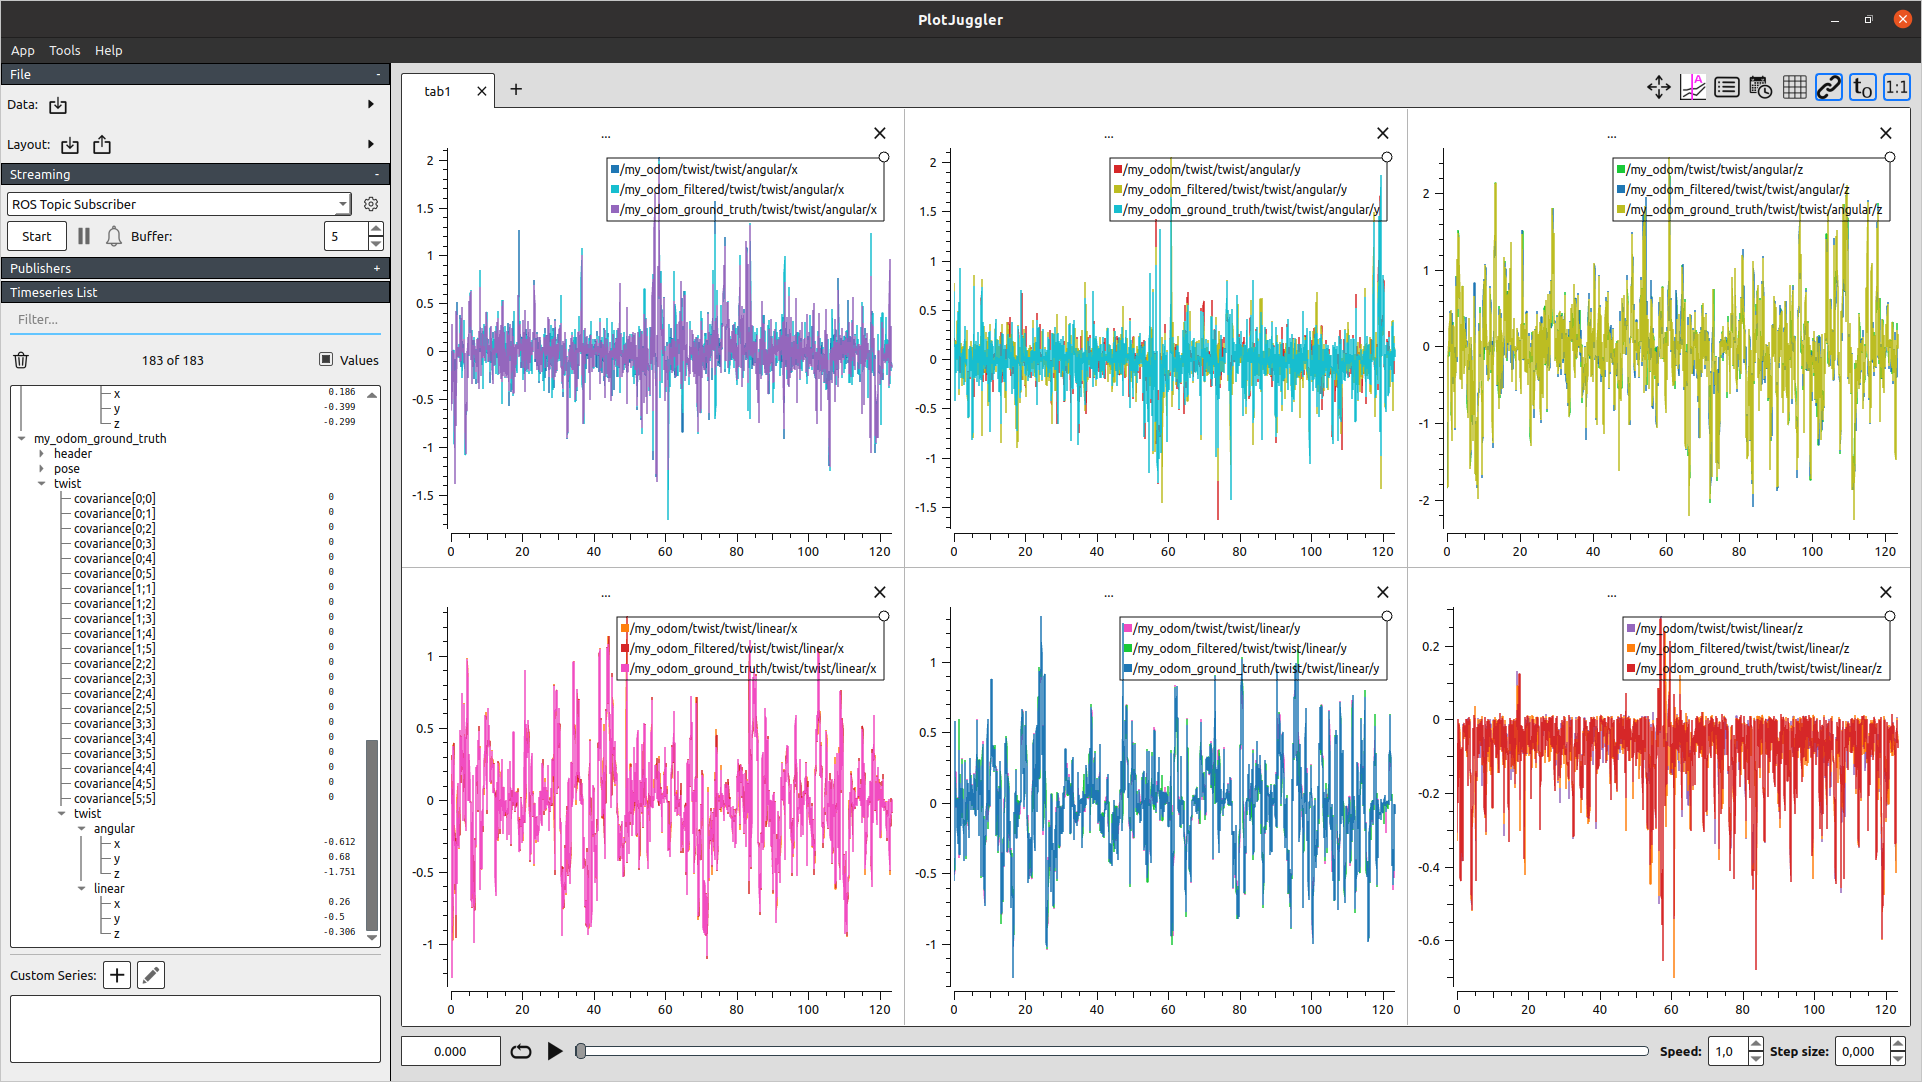 PlotJuggler
App Tools Help
File -
Data:
Layout:
Streaming -
ROS Topic Subscriber
Start Buffer: 5
Publishers +
Timeseries List
Filter...
183 of 183 Values
x 0.186
y -0.399
z -0.299
my_odom_ground_truth
header
pose
twist
covariance[0;0] 0
covariance[0;1] 0
covariance[0;2] 0
covariance[0;3] 0
covariance[0;4] 0
covariance[0;5] 0
covariance[1;1] 0
covariance[1;2] 0
covariance[1;3] 0
covariance[1;4] 0
covariance[1;5] 0
covariance[2;2] 0
covariance[2;3] 0
covariance[2;4] 0
covariance[2;5] 0
covariance[3;3] 0
covariance[3;4] 0
covariance[3;5] 0
covariance[4;4] 0
covariance[4;5] 0
covariance[5;5] 0
twist
angular
x -0.612
y 0.68
z -1.751
linear
x 0.26
y -0.5
z -0.306
Custom Series:
tab1
A
t0
1:1
...
/my_odom/twist/twist/angular/x
/my_odom_filtered/twist/twist/angular/x
/my_odom_ground_truth/twist/twist/angular/x
2
1.5
1
0.5
0
-0.5
-1
-1.5
0 20 40 60 80 100 120
...
/my_odom/twist/twist/angular/y
/my_odom_filtered/twist/twist/angular/y
/my_odom_ground_truth/twist/twist/angular/y
2
1.5
1
0.5
0
-0.5
-1
-1.5
0 20 40 60 80 100 120
...
/my_odom/twist/twist/angular/z
/my_odom_filtered/twist/twist/angular/z
/my_odom_ground_truth/twist/twist/angular/z
2
1
0
-1
-2
0 20 40 60 80 100 120
...
/my_odom/twist/twist/linear/x
/my_odom_filtered/twist/twist/linear/x
/my_odom_ground_truth/twist/twist/linear/x
1
0.5
0
-0.5
-1
0 20 40 60 80 100 120
...
/my_odom/twist/twist/linear/y
/my_odom_filtered/twist/twist/linear/y
/my_odom_ground_truth/twist/twist/linear/y
1
0.5
0
-0.5
-1
0 20 40 60 80 100 120
...
/my_odom/twist/twist/linear/z
/my_odom_filtered/twist/twist/linear/z
/my_odom_ground_truth/twist/twist/linear/z
0.2
0
-0.2
-0.4
-0.6
0 20 40 60 80 100 120
0.000 Speed: 1,0 Step size: 0,000